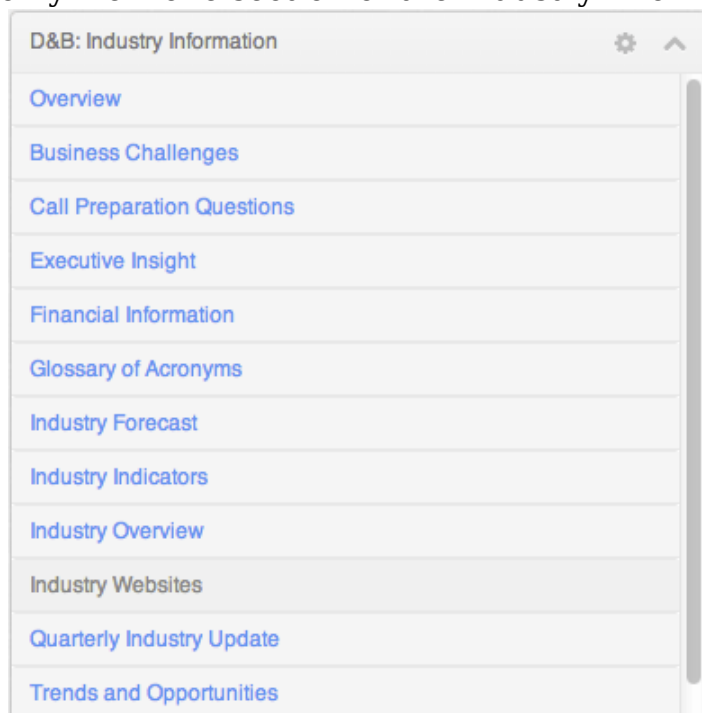 D&B: Industry Information
Overview
Business Challenges
Call Preparation Questions
Executive Insight
Financial Information
Glossary of Acronyms
Industry Forecast
Industry Indicators
Industry Overview
Industry Websites
Quarterly Industry Update
Trends and Opportunities